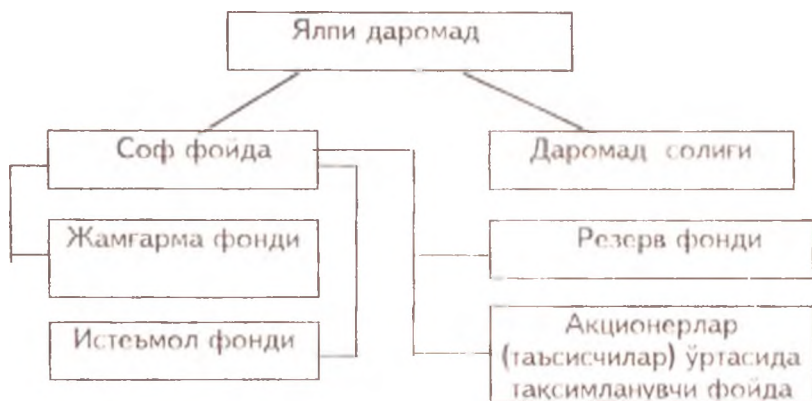 Ялпи даромад
Соф фойда
Даромад солиғи
Жамғарма фонди
Резерв фонди
Истеъмол фонди
Акционерлар
(таъсисчилар) ўртасида
тақсимланувчи фойда